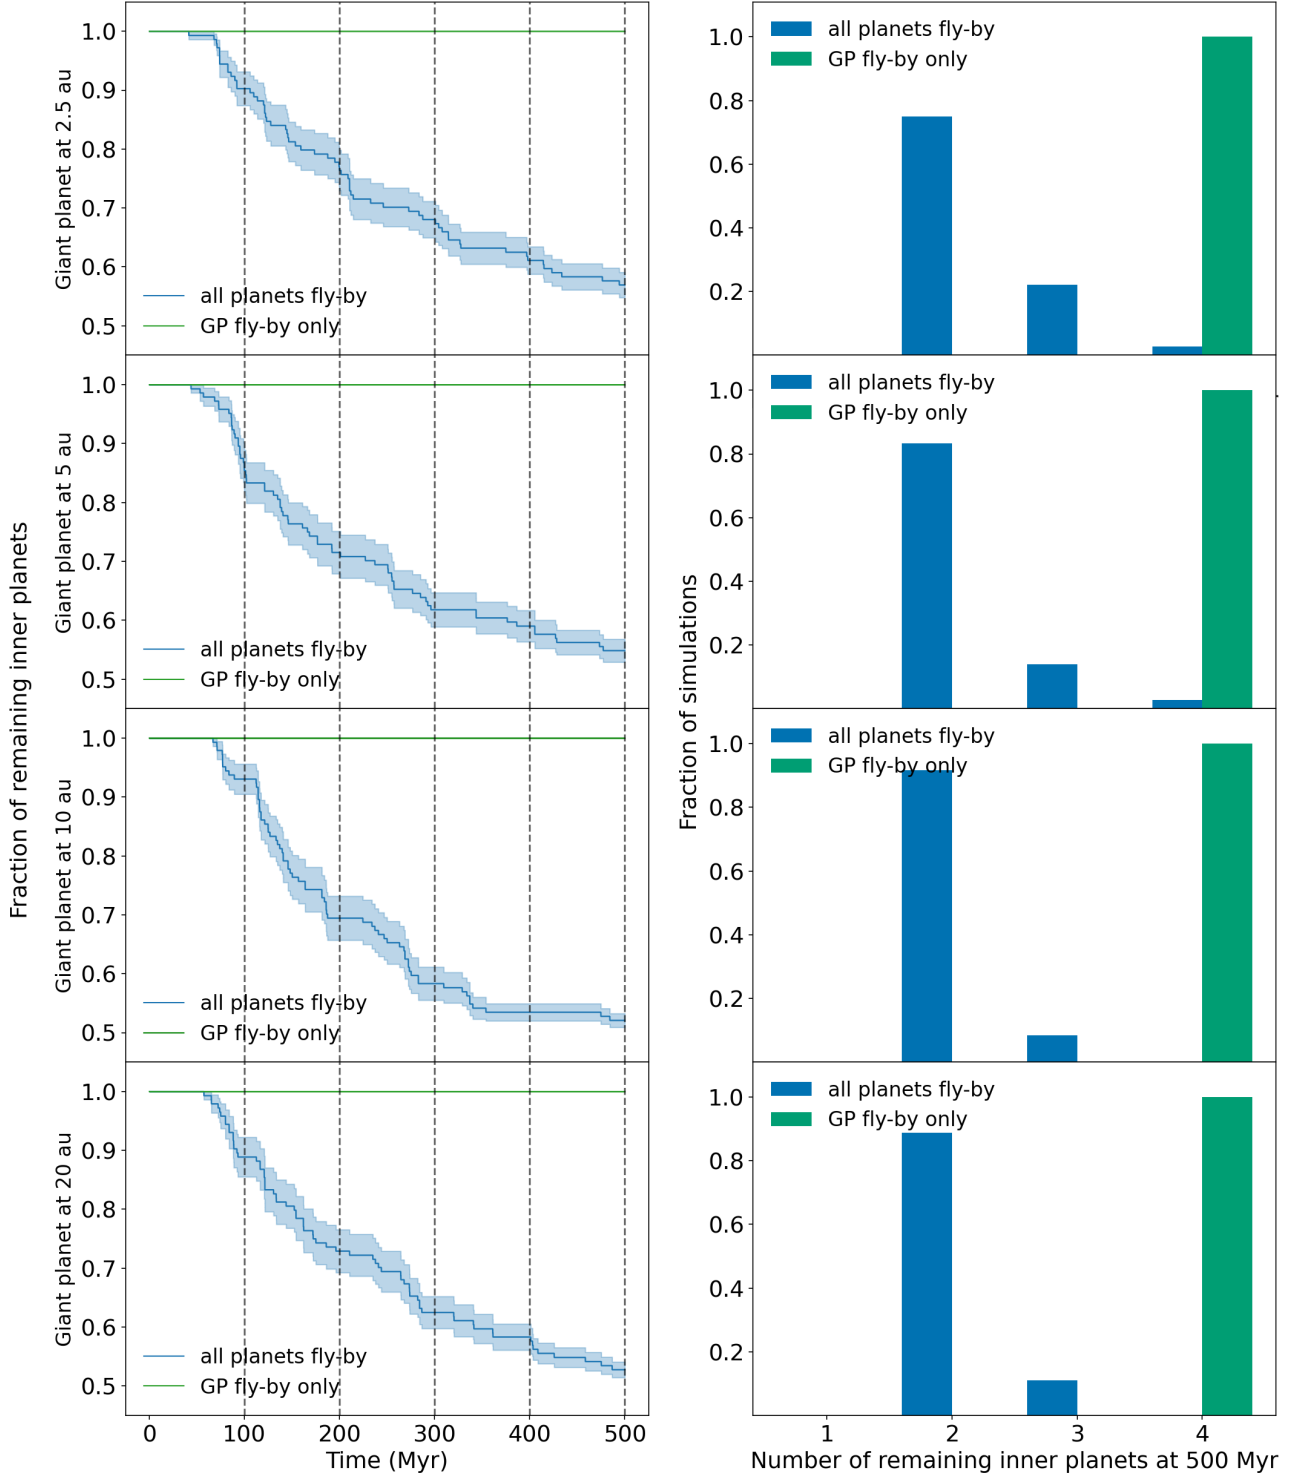 Fraction of remaining inner planets
Giant planet at 2.5 au
1.0
0.9
0.8
0.7
0.6
0.5
all planets fly-by
GP fly-by only
Giant planet at 5 au
1.0
0.9
0.8
0.7
0.6
0.5
all planets fly-by
GP fly-by only
Giant planet at 10 au
1.0
0.9
0.8
0.7
0.6
0.5
all planets fly-by
GP fly-by only
Giant planet at 20 au
1.0
0.9
0.8
0.7
0.6
0.5
all planets fly-by
GP fly-by only
0 100 200 300 400 500
Time (Myr)
Fraction of simulations
1.0
0.8
0.6
0.4
0.2
all planets fly-by
GP fly-by only
1.0
0.8
0.6
0.4
0.2
all planets fly-by
GP fly-by only
1.0
0.8
0.6
0.4
0.2
all planets fly-by
GP fly-by only
1.0
0.8
0.6
0.4
0.2
all planets fly-by
GP fly-by only
1 2 3 4
Number of remaining inner planets at 500 Myr